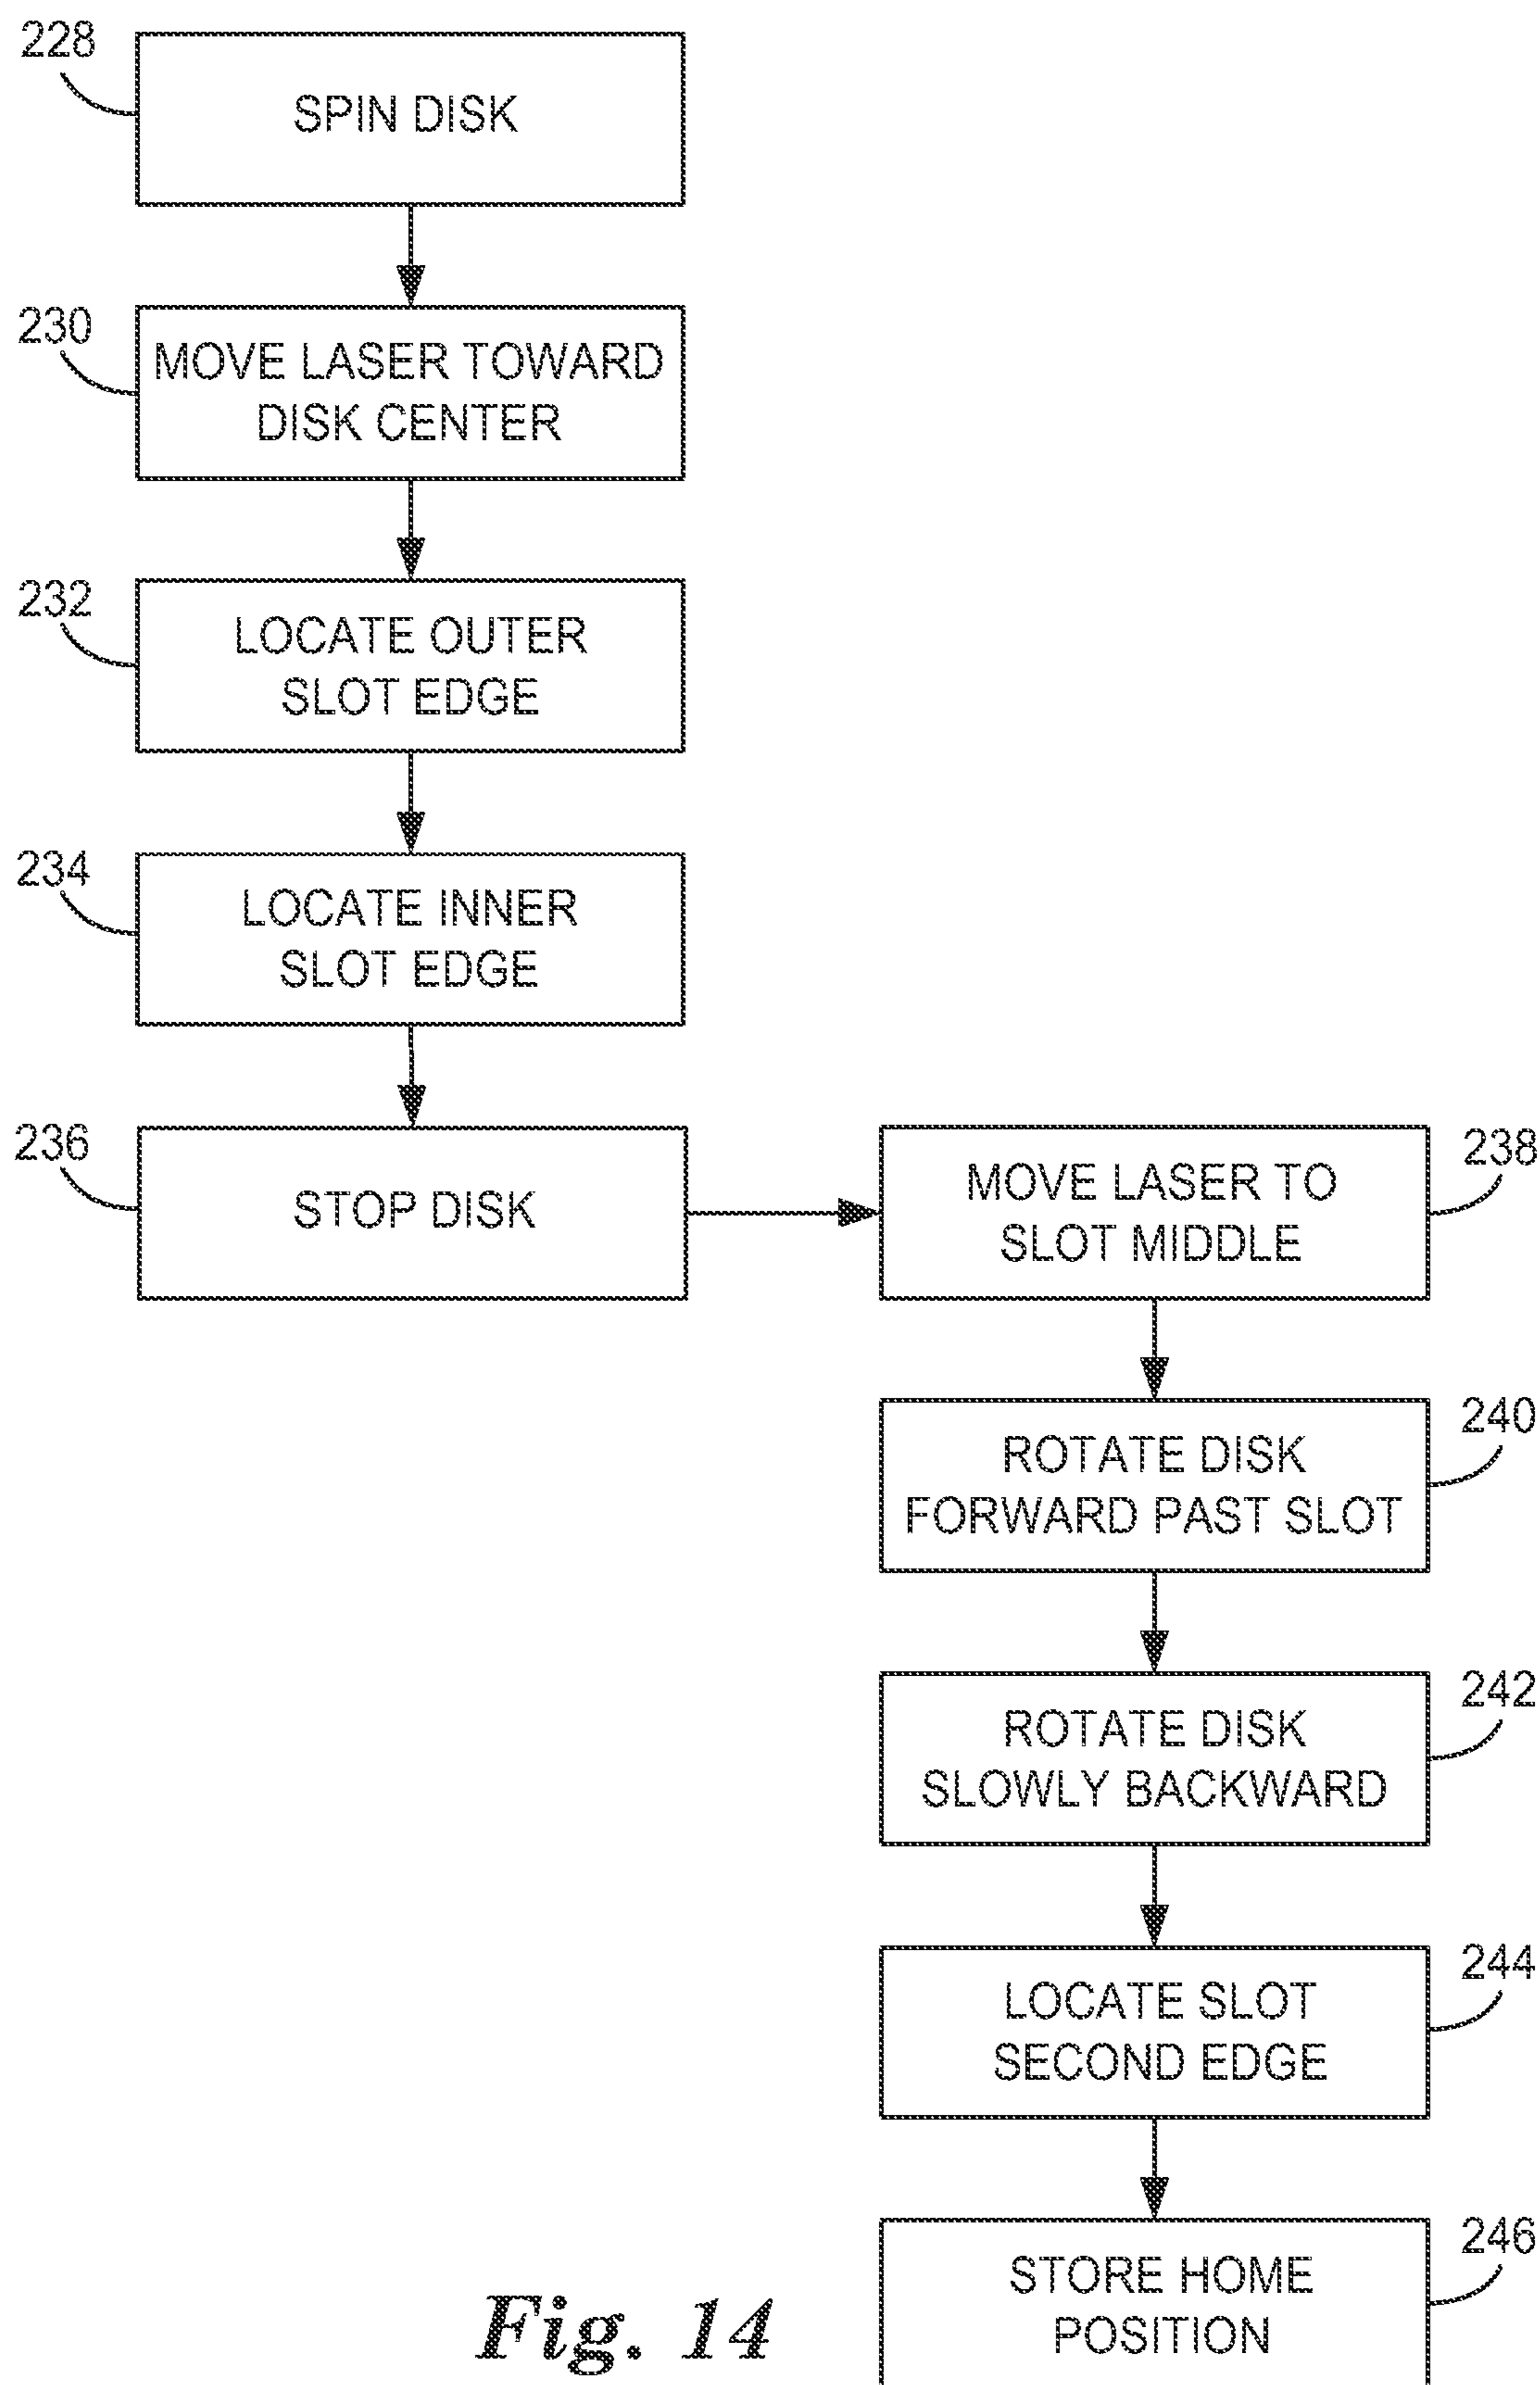 228
SPIN DISK
230
MOVE LASER TOWARD
DISK CENTER
232
LOCATE OUTER
SLOT EDGE
234
LOCATE INNER
SLOT EDGE
236
STOP DISK
238
MOVE LASER TO
SLOT MIDDLE
240
ROTATE DISK
FORWARD PAST SLOT
242
ROTATE DISK
SLOWLY BACKWARD
244
LOCATE SLOT
SECOND EDGE
246
STORE HOME
POSITION
Fig. 14